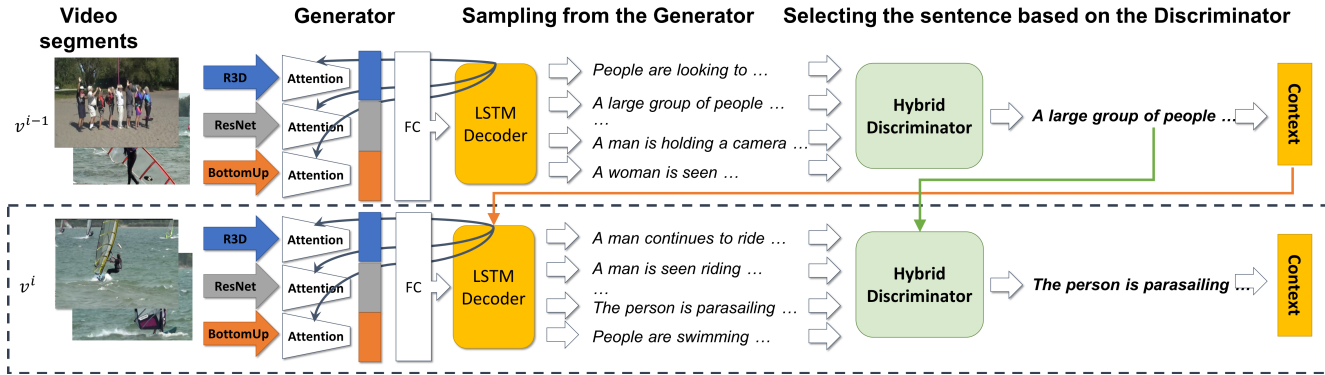 Video segments
Generator
Sampling from the Generator
Selecting the sentence based on the Discriminator
v^{i-1}
R3D
Attention
ResNet
Attention
BottomUp
Attention
FC
LSTM
Decoder
People are looking to …
A large group of people …
…
A man is holding a camera …
A woman is seen …
Hybrid
Discriminator
A large group of people …
Context
v^i
R3D
Attention
ResNet
Attention
BottomUp
Attention
FC
LSTM
Decoder
A man continues to ride …
A man is seen riding …
…
The person is parasailing …
People are swimming …
Hybrid
Discriminator
The person is parasailing …
Context